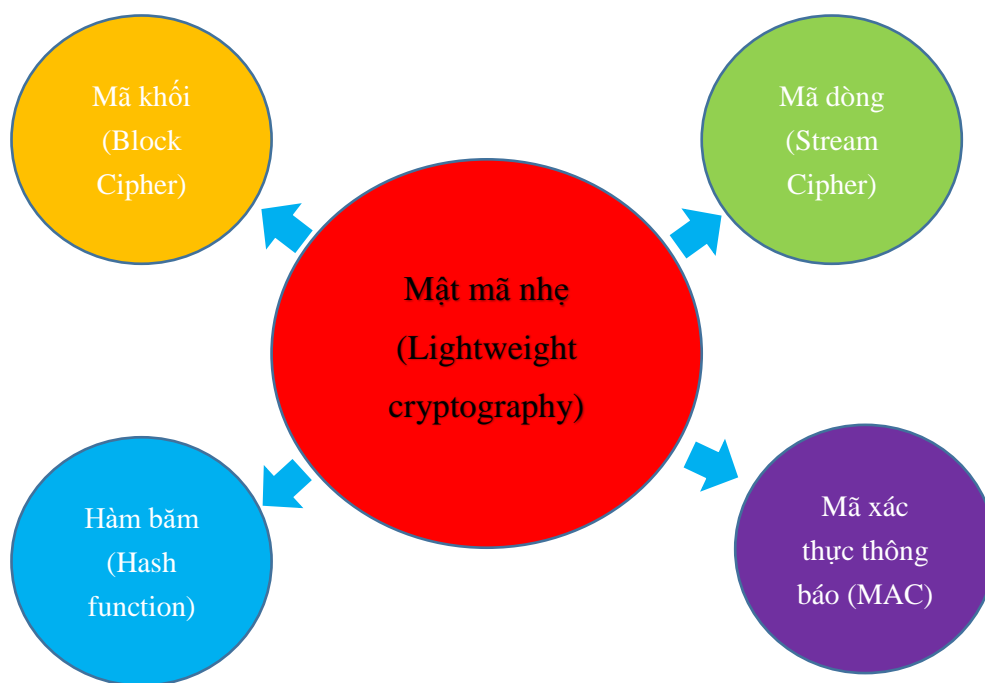 Mã khối
(Block
Cipher)
Mã dòng
(Stream
Cipher)
Mật mã nhẹ
(Lightweight
cryptography)
Hàm băm
(Hash
function)
Mã xác
thực thông
báo (MAC)